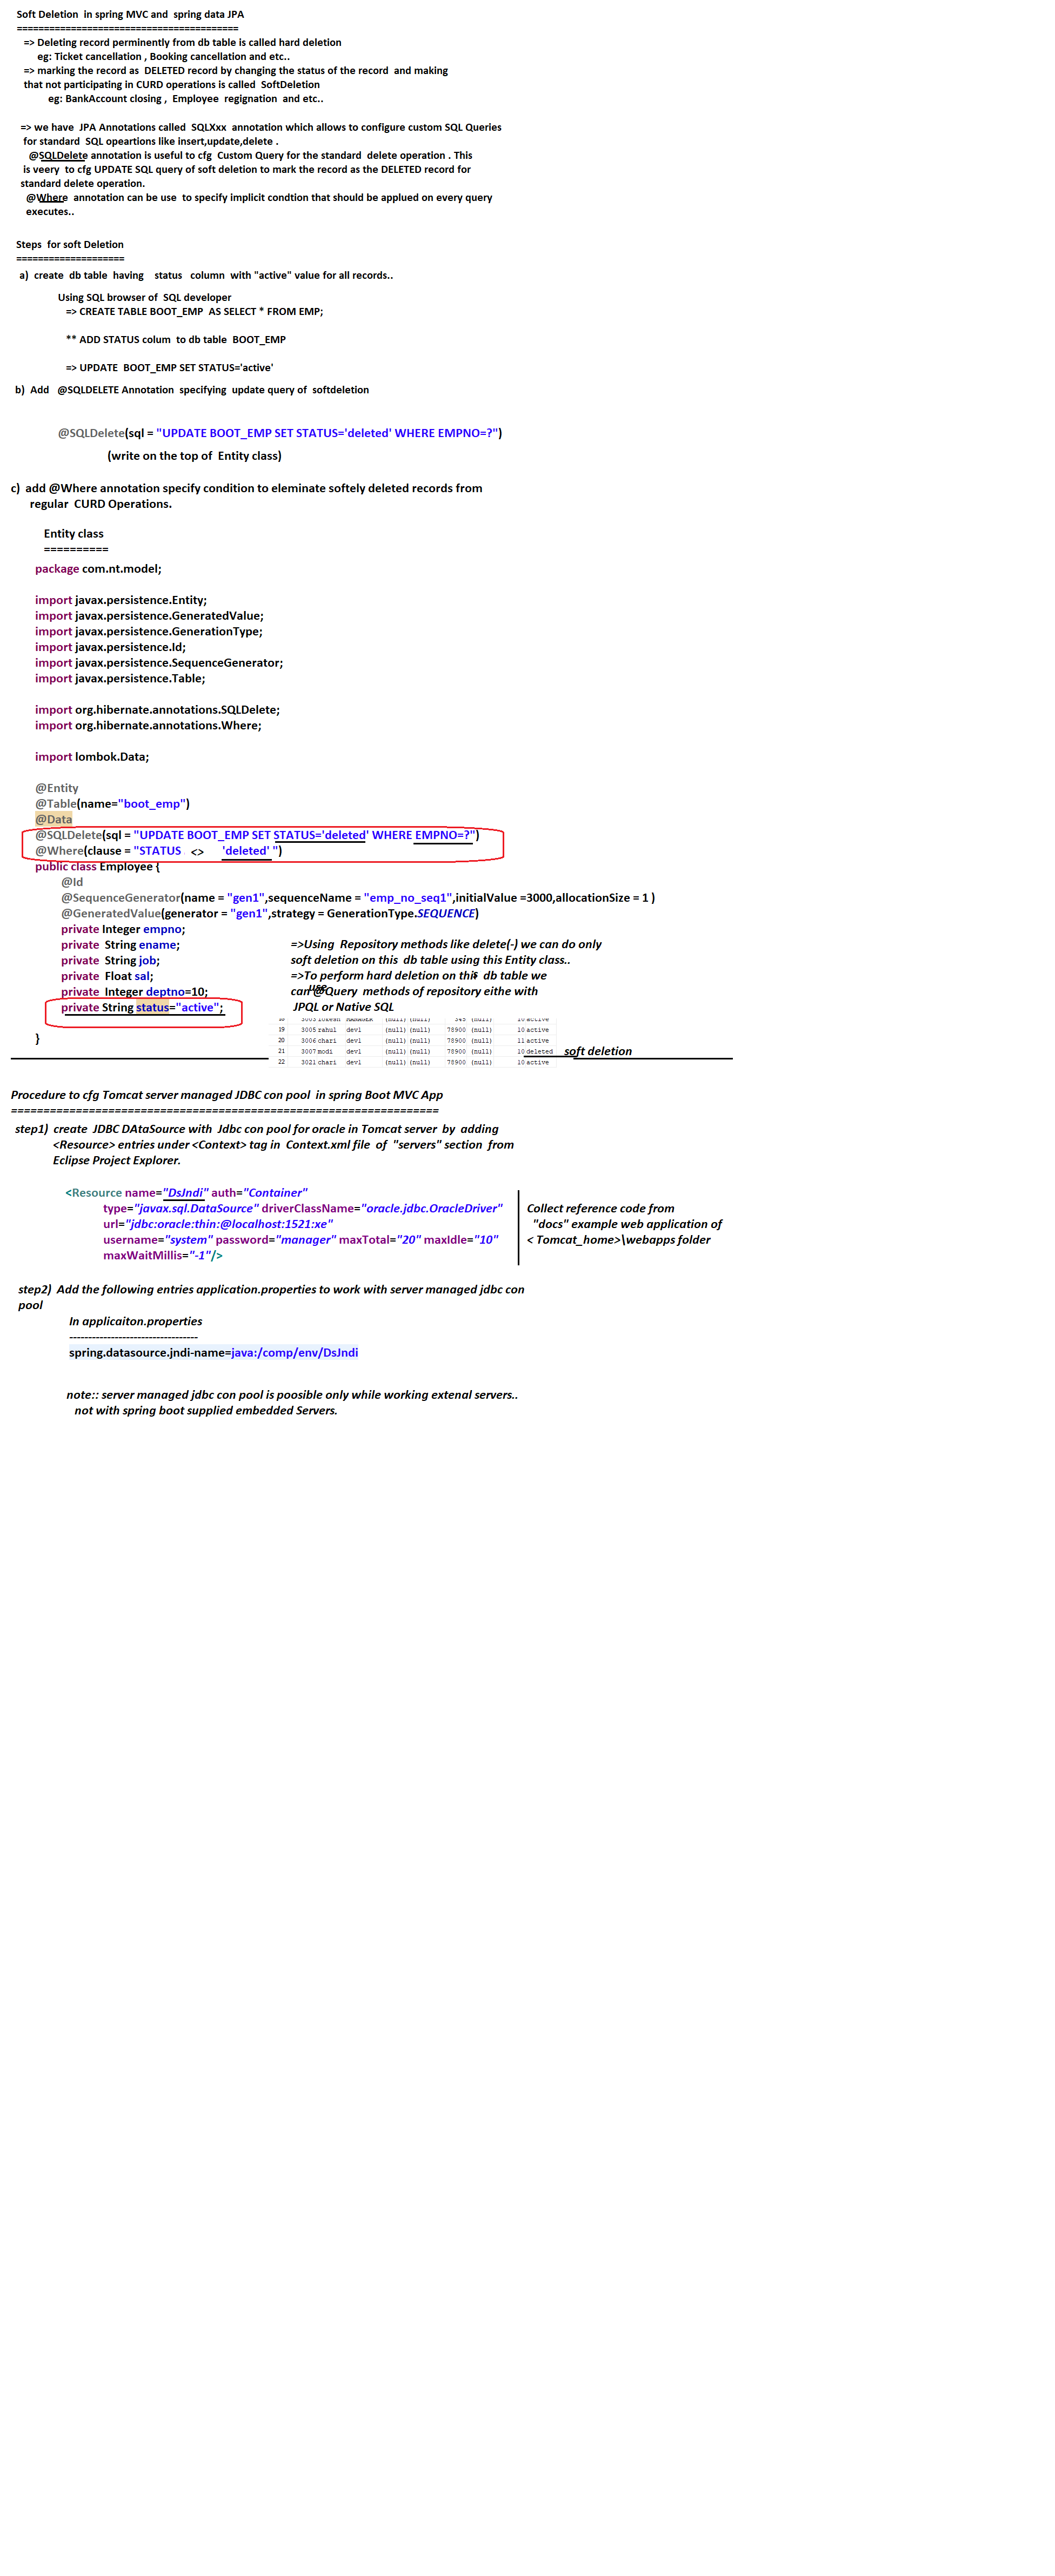 Soft Deletion in spring MVC and spring data JPA
=========================================
=> Deleting record perminently from db table is called hard deletion
eg: Ticket cancellation , Booking cancellation and etc..
=> marking the record as DELETED record by changing the status of the record and making
that not participating in CURD operations is called SoftDeletion
eg: BankAccount closing , Employee regignation and etc..
=> we have JPA Annotations called SQLXxx annotation which allows to configure custom SQL Queries
for standard SQL opeartions like insert,update,delete .
@SQLDelete annotation is useful to cfg Custom Query for the standard delete operation . This
is veery to cfg UPDATE SQL query of soft deletion to mark the record as the DELETED record for
standard delete operation.
@Where annotation can be use to specify implicit condtion that should be applued on every query
executes..
Steps for soft Deletion
====================
a) create db table having status column with "active" value for all records..
Using SQL browser of SQL developer
=> CREATE TABLE BOOT_EMP AS SELECT * FROM EMP;
** ADD STATUS colum to db table BOOT_EMP
=> UPDATE BOOT_EMP SET STATUS='active'
b) Add @SQLDELETE Annotation specifying update query of softdeletion
@SQLDelete(sql = "UPDATE BOOT_EMP SET STATUS='deleted' WHERE EMPNO=?")
(write on the top of Entity class)
c) add @Where annotation specify condition to eleminate softely deleted records from
regular CURD Operations.
Entity class
==========
package com.nt.model;
import javax.persistence.Entity;
import javax.persistence.GeneratedValue;
import javax.persistence.GenerationType;
import javax.persistence.Id;
import javax.persistence.SequenceGenerator;
import javax.persistence.Table;
import org.hibernate.annotations.SQLDelete;
import org.hibernate.annotations.Where;
import lombok.Data;
@Entity
@Table(name="boot_emp")
@Data
@SQLDelete(sql = "UPDATE BOOT_EMP SET STATUS='deleted' WHERE EMPNO=?")
@Where(clause = "STATUS <> 'deleted' ")
public class Employee {
@Id
@SequenceGenerator(name = "gen1",sequenceName = "emp_no_seq1",initialValue =3000,allocationSize = 1 )
@GeneratedValue(generator = "gen1",strategy = GenerationType.SEQUENCE)
private Integer empno;
private String ename;
private String job;
private Float sal;
private Integer deptno=10;
private String status="active";
}
=>Using Repository methods like delete(-) we can do only
soft deletion on this db table using this Entity class..
=>To perform hard deletion on this db table we
use
can @Query methods of repository eithe with
JPQL or Native SQL
19 3005 rahul dev1 (null) (null) 78900 (null) 10 active
20 3006 chari dev1 (null) (null) 78900 (null) 11 active
21 3007 modi dev1 (null) (null) 78900 (null) 10 deleted soft deletion
22 3021 chari dev1 (null) (null) 78900 (null) 10 active
Procedure to cfg Tomcat server managed JDBC con pool in spring Boot MVC App
==================================================================
step1) create JDBC DAtaSource with Jdbc con pool for oracle in Tomcat server by adding
<Resource> entries under <Context> tag in Context.xml file of "servers" section from
Eclipse Project Explorer.
<Resource name="DsJndi" auth="Container"
type="javax.sql.DataSource" driverClassName="oracle.jdbc.OracleDriver"
url="jdbc:oracle:thin:@localhost:1521:xe"
username="system" password="manager" maxTotal="20" maxIdle="10"
maxWaitMillis="-1"/>
Collect reference code from
"docs" example web application of
< Tomcat_home>\webapps folder
step2) Add the following entries application.properties to work with server managed jdbc con
pool
In applicaiton.properties
----------------------------------
spring.datasource.jndi-name=java:/comp/env/DsJndi
note:: server managed jdbc con pool is poosible only while working extenal servers..
not with spring boot supplied embedded Servers.